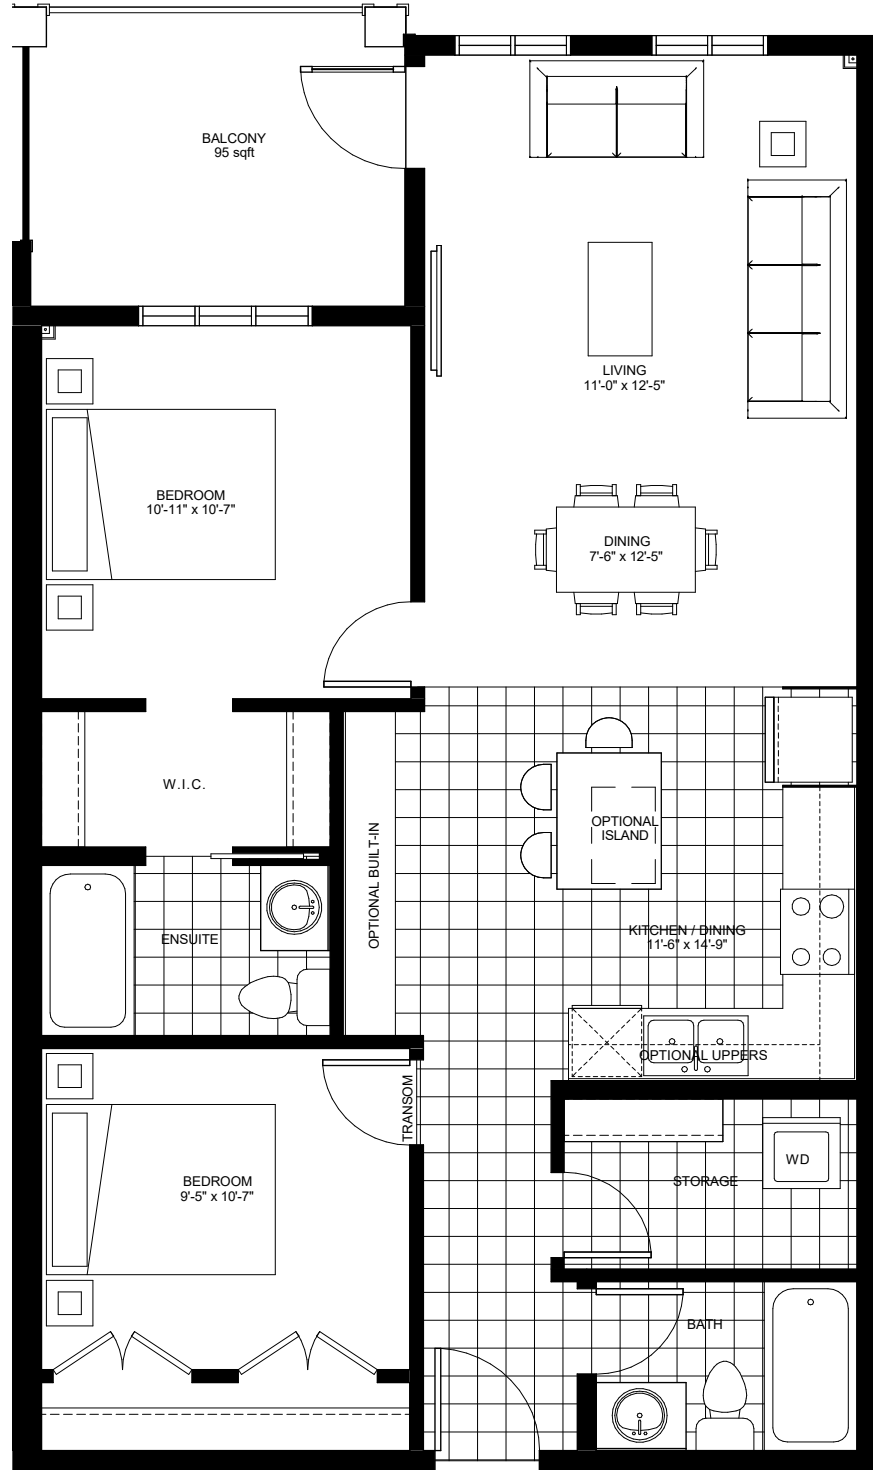 BALCONY
95 sqft
LIVING
11'-0" x 12'-5"
BEDROOM
10'-11" x 10'-7"
DINING
7'-6" x 12'-5"
W.I.C.
OPTIONAL
ISLAND
OPTIONAL BUILT-IN
ENSUITE
KITCHEN / DINING
11'-6" x 14'-9"
OPTIONAL UPPERS
TRANSOM
BEDROOM
9'-5" x 10'-7"
STORAGE
WD
BATH